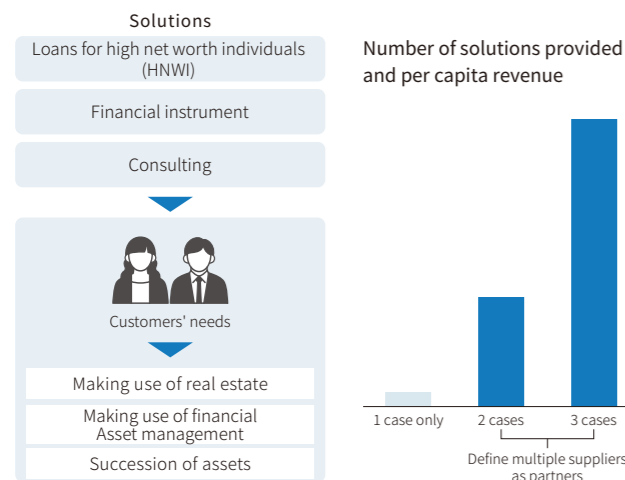 Solutions
Loans for high net worth individuals
(HNWI)
Financial instrument
Consulting
Customers' needs
Making use of real estate
Making use of financial
Asset management
Succession of assets
Number of solutions provided
and per capita revenue
1 case only
2 cases
3 cases
Define multiple suppliers
as partners